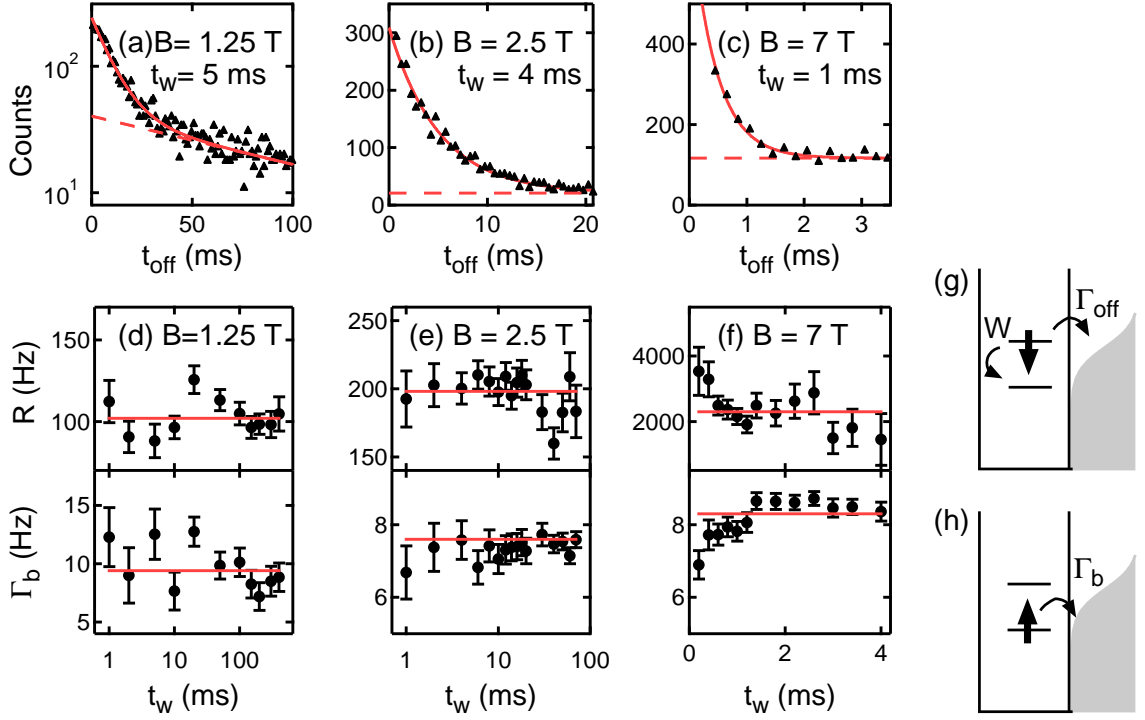 (a) B= 1.25 T
t_w= 5 ms
Counts
10^2
10^1
0 50 100
t_off (ms)
(b) B = 2.5 T
t_w = 4 ms
300
200
100
0
0 10 20
t_off (ms)
(c) B = 7 T
t_w = 1 ms
400
200
0
0 1 2 3
t_off (ms)
(d) B=1.25 T
R (Hz)
150
100
Γ_b (Hz)
15
10
5
1 10 100
t_w (ms)
(e) B = 2.5 T
250
200
150
8
6
1 10 100
t_w (ms)
(f) B = 7 T
4000
2000
0
8
6
0 2 4
t_w (ms)
(g)
W
Γ_off
(h)
Γ_b